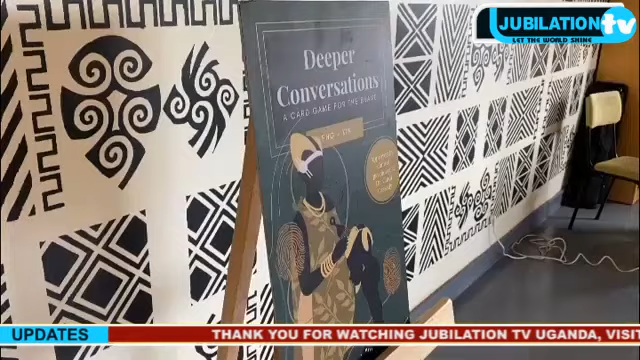 JUBILATION tv
LET THE WORLD SHINE
Deeper
Conversations
A CARD GAME FOR THE BRAVE
UPDATES
THANK YOU FOR WATCHING JUBILATION TV UGANDA, VISIT